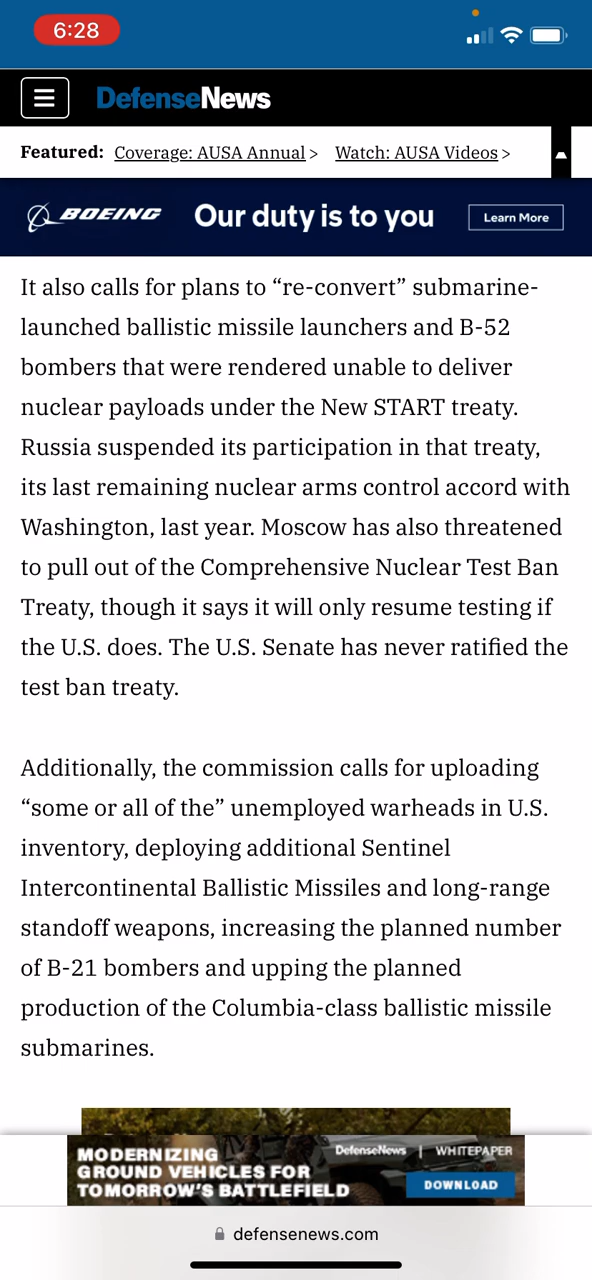 6:28
DefenseNews
Featured: Coverage: AUSA Annual > Watch: AUSA Videos >
BOEING Our duty is to you Learn More
It also calls for plans to “re-convert” submarine-
launched ballistic missile launchers and B-52
bombers that were rendered unable to deliver
nuclear payloads under the New START treaty.
Russia suspended its participation in that treaty,
its last remaining nuclear arms control accord with
Washington, last year. Moscow has also threatened
to pull out of the Comprehensive Nuclear Test Ban
Treaty, though it says it will only resume testing if
the U.S. does. The U.S. Senate has never ratified the
test ban treaty.
Additionally, the commission calls for uploading
“some or all of the” unemployed warheads in U.S.
inventory, deploying additional Sentinel
Intercontinental Ballistic Missiles and long-range
standoff weapons, increasing the planned number
of B-21 bombers and upping the planned
production of the Columbia-class ballistic missile
submarines.
MODERNIZING
GROUND VEHICLES FOR
TOMORROW'S BATTLEFIELD
DefenseNews | WHITEPAPER
DOWNLOAD
defensenews.com